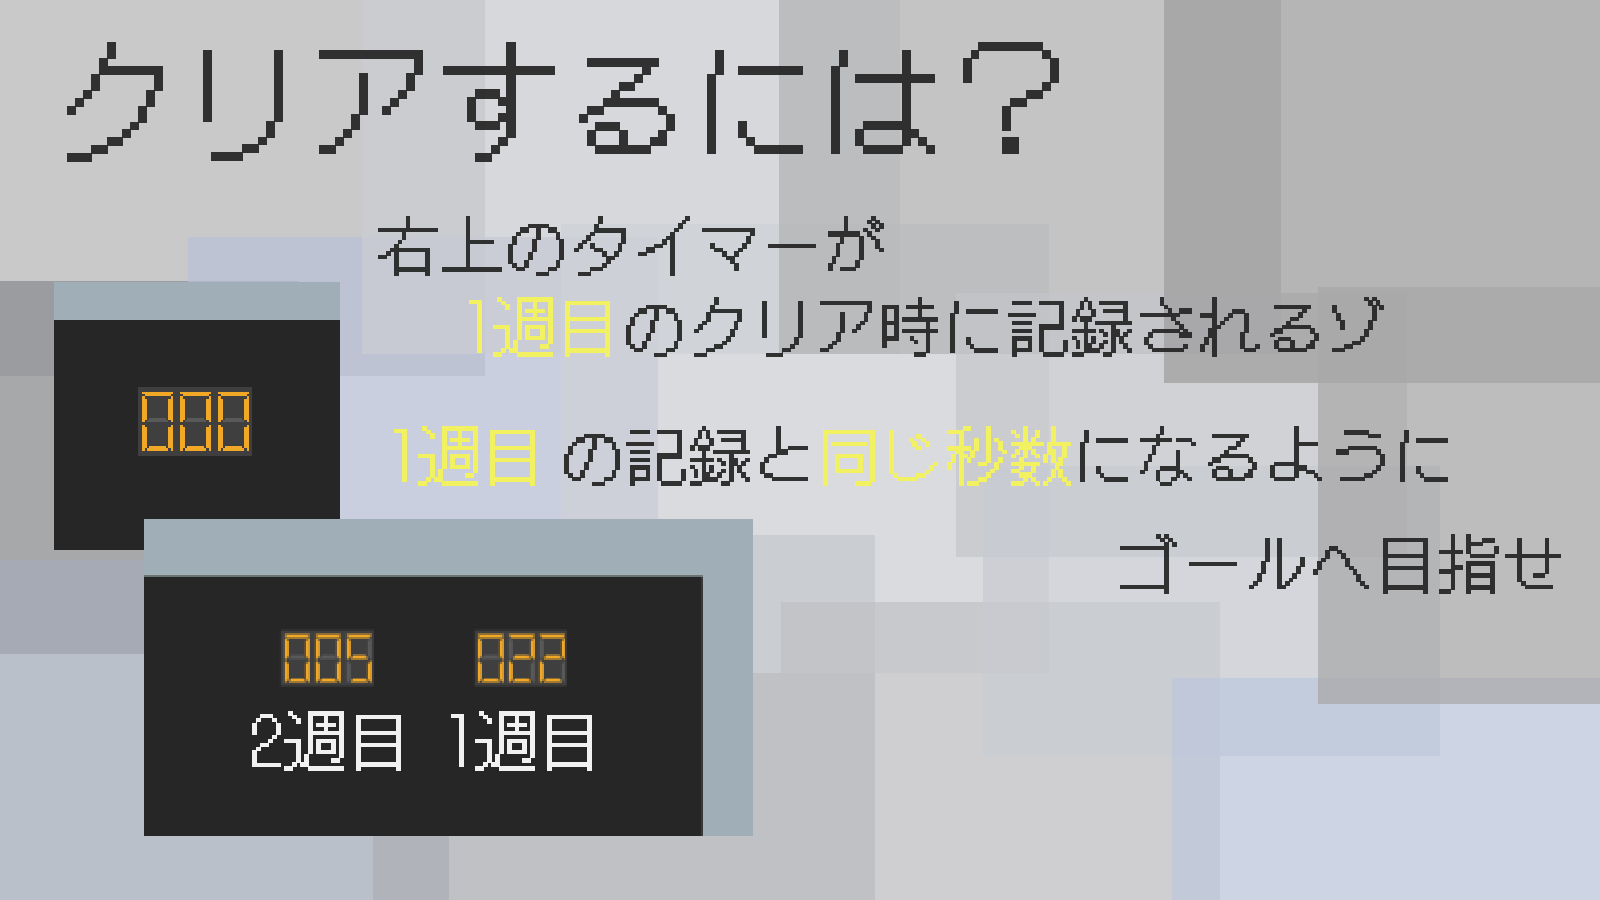 クリアするには？
右上のタイマーが
1週目のクリア時に記録されるゾ
000
1週目 の記録と同じ秒数になるように
ゴールへ目指せ
005 022
2週目 1週目